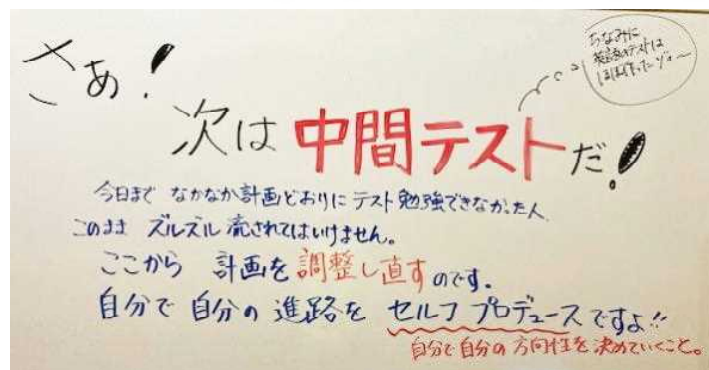 さぁ!
ちなみに
英語のテストは
ほぼ作ったゾ〜
次は中間テストだ!
今日まで なかなか計画どおりに テスト勉強できなかった人
このまま ズルズル 流されてはいけません。
ここから 計画を調整し直すのです。
自分で 自分の 進路を セルフ プロデュースですよ!!
自分で自分の方向性を決めていくこと。